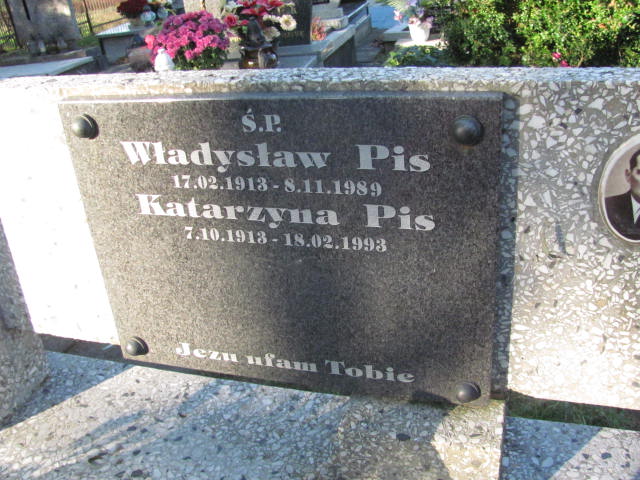 Ś.P.
Władysław Pis
17.02.1913 - 8.11.1989
Katarzyna Pis
7.10.1913 - 18.02.1993
Jezu ufam Tobie